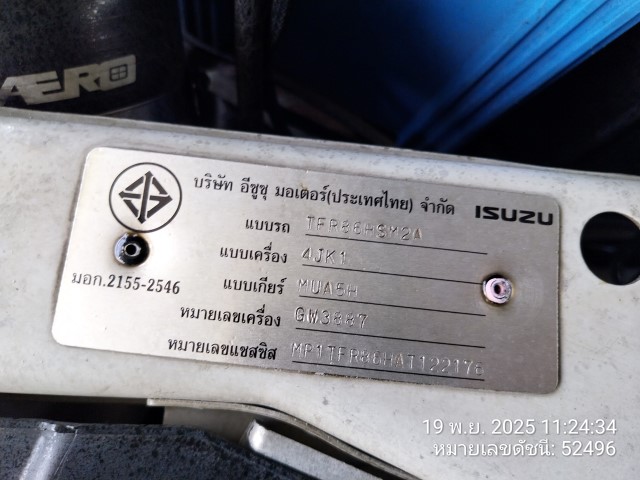 AERO
บริษัท อีซูซุ มอเตอร์(ประเทศไทย) จำกัด ISUZU
แบบรถ TFR86HSM2A
แบบเครื่อง 4JK1
มอก.2155-2546
แบบเกียร์ MUA5H
หมายเลขเครื่อง GW3887
หมายเลขแชสซิส MP1TFR86HAT122176
19 พ.ย. 2025 11:24:34
หมายเลขดัชนี: 52496